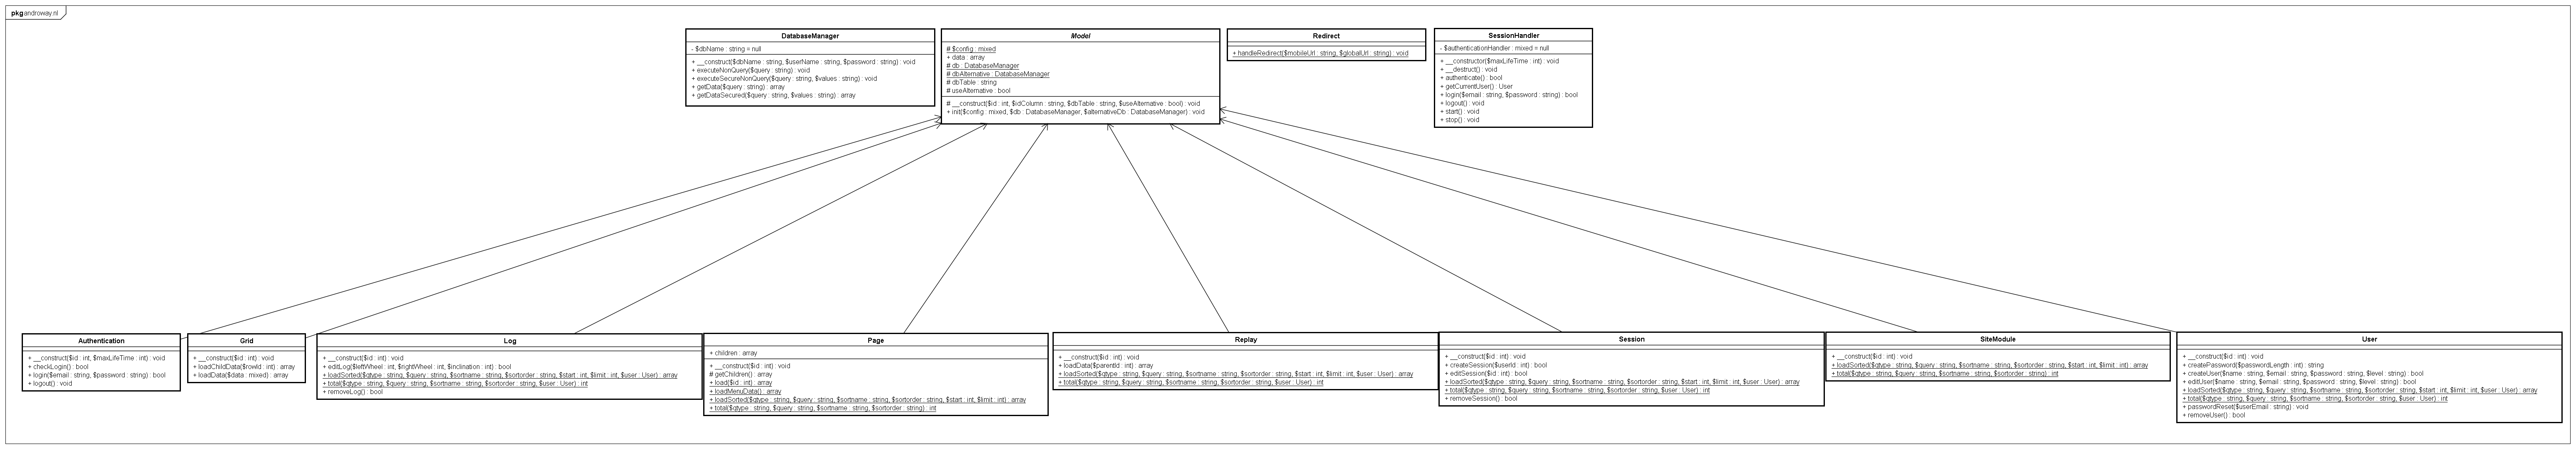 pkg androway.nl
DatabaseManager
- $dbName : string = null
+ __construct($dbName : string, $userName : string, $password : string) : void
+ executeNonQuery($query : string) : void
+ executeSecureNonQuery($query : string, $values : string) : void
+ getData($query : string) : array
+ getDataSecured($query : string, $values : string) : array
Model
# $config : mixed
+ data : array
# db : DatabaseManager
# dbAlternative : DatabaseManager
# dbTable : string
# useAlternative : bool
# __construct($id : int, $idColumn : string, $dbTable : string, $useAlternative : bool) : void
+ init($config : mixed, $db : DatabaseManager, $alternativeDb : DatabaseManager) : void
Redirect
+ handleRedirect($mobileUrl : string, $globalUrl : string) : void
SessionHandler
- $authenticationHandler : mixed = null
+ __constructor($maxLifeTime : int) : void
+ __destruct() : void
+ authenticate() : bool
+ getCurrentUser() : User
+ login($email : string, $password : string) : bool
+ logout() : void
+ start() : void
+ stop() : void
Authentication
+ __construct($id : int, $maxLifeTime : int) : void
+ checkLogin() : bool
+ login($email : string, $password : string) : bool
+ logout() : void
Grid
+ __construct($id : int) : void
+ loadChildData($rowId : int) : array
+ loadData($data : mixed) : array
Log
+ __construct($id : int) : void
+ editLog($leftWheel : int, $rightWheel : int, $inclination : int) : bool
+ loadSorted($qtype : string, $query : string, $sortname : string, $sortorder : string, $start : int, $limit : int, $user : User) : array
+ total($qtype : string, $query : string, $sortname : string, $sortorder : string, $user : User) : int
+ removeLog() : bool
Page
+ children : array
+ __construct($id : int) : void
# getChildren() : array
+ load($id : int) : array
+ loadMenuData() : array
+ loadSorted($qtype : string, $query : string, $sortname : string, $sortorder : string, $start : int, $limit : int) : array
+ total($qtype : string, $query : string, $sortname : string, $sortorder : string) : int
Replay
+ __construct($id : int) : void
+ loadData($parentId : int) : array
+ loadSorted($qtype : string, $query : string, $sortname : string, $sortorder : string, $start : int, $limit : int, $user : User) : array
+ total($qtype : string, $query : string, $sortname : string, $sortorder : string, $user : User) : int
Session
+ __construct($id : int) : void
+ createSession($userId : int) : bool
+ editSession($id : int) : bool
+ loadSorted($qtype : string, $query : string, $sortname : string, $sortorder : string, $start : int, $limit : int, $user : User) : array
+ total($qtype : string, $query : string, $sortname : string, $sortorder : string, $user : User) : int
+ removeSession() : bool
SiteModule
+ __construct($id : int) : void
+ loadSorted($qtype : string, $query : string, $sortname : string, $sortorder : string, $start : int, $limit : int) : array
+ total($qtype : string, $query : string, $sortname : string, $sortorder : string) : int
User
+ __construct($id : int) : void
+ createPassword($passwordLength : int) : string
+ createUser($name : string, $email : string, $password : string, $level : string) : bool
+ editUser($name : string, $email : string, $password : string, $level : string) : bool
+ loadSorted($qtype : string, $query : string, $sortname : string, $sortorder : string, $start : int, $limit : int, $user : User) : array
+ total($qtype : string, $query : string, $sortname : string, $sortorder : string, $user : User) : int
+ passwordReset($userEmail : string) : void
+ removeUser() : bool